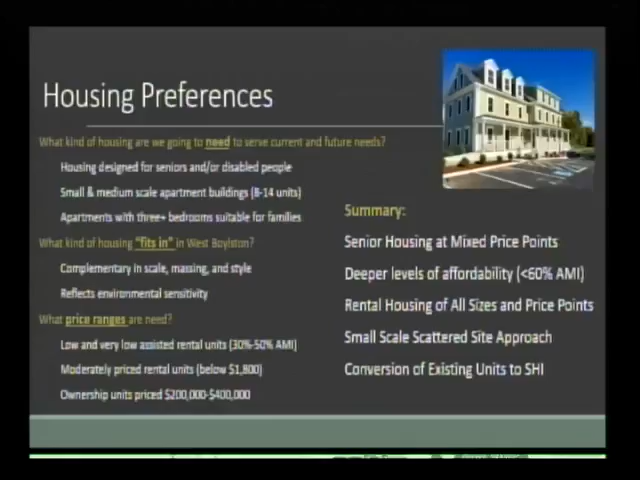 Housing Preferences
What kind of housing are we going to need to serve current and future needs?
Housing designed for seniors and/or disabled people
Small & medium scale apartment buildings (8-14 units)
Apartments with three+ bedrooms suitable for families
What kind of housing "fits in" in West Boylston?
Complementary in scale, massing, and style
Reflects environmental sensitivity
What price ranges are need?
Low and very low assisted rental units (30%-50% AMI)
Moderately priced rental units (below $1,800)
Ownership units priced $200,000-$400,000
Summary:
Senior Housing at Mixed Price Points
Deeper levels of affordability (<60% AMI)
Rental Housing of All Sizes and Price Points
Small Scale Scattered Site Approach
Conversion of Existing Units to SHI